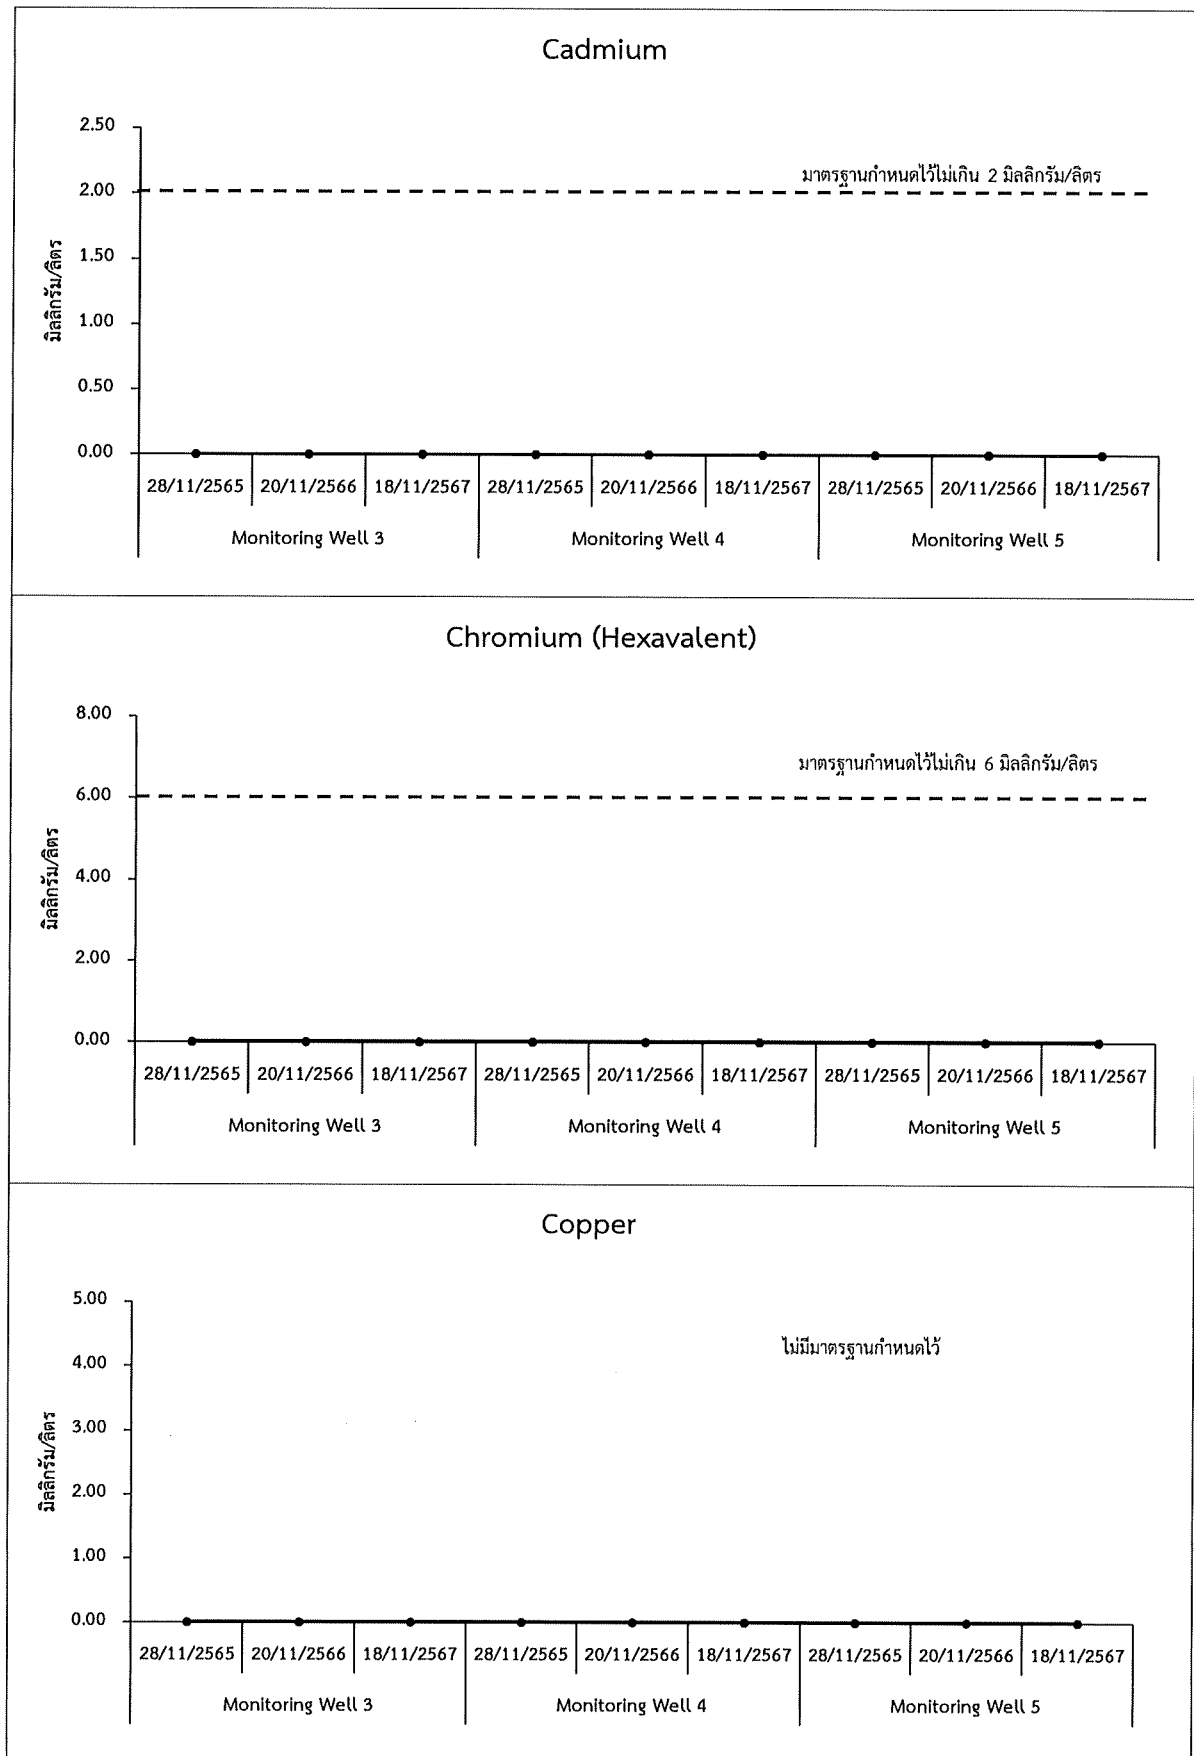 Cadmium
2.50
มาตรฐานกำหนดไว้ไม่เกิน 2 มิลลิกรัม/ลิตร
2.00
1.50
มิลลิกรัม/ลิตร
1.00
0.50
0.00
28/11/2565 20/11/2566 18/11/2567 28/11/2565 20/11/2566 18/11/2567 28/11/2565 20/11/2566 18/11/2567
Monitoring Well 3 Monitoring Well 4 Monitoring Well 5
Chromium (Hexavalent)
8.00
มาตรฐานกำหนดไว้ไม่เกิน 6 มิลลิกรัม/ลิตร
6.00
มิลลิกรัม/ลิตร
4.00
2.00
0.00
28/11/2565 20/11/2566 18/11/2567 28/11/2565 20/11/2566 18/11/2567 28/11/2565 20/11/2566 18/11/2567
Monitoring Well 3 Monitoring Well 4 Monitoring Well 5
Copper
5.00
ไม่มีมาตรฐานกำหนดไว้
4.00
3.00
มิลลิกรัม/ลิตร
2.00
1.00
0.00
28/11/2565 20/11/2566 18/11/2567 28/11/2565 20/11/2566 18/11/2567 28/11/2565 20/11/2566 18/11/2567
Monitoring Well 3 Monitoring Well 4 Monitoring Well 5